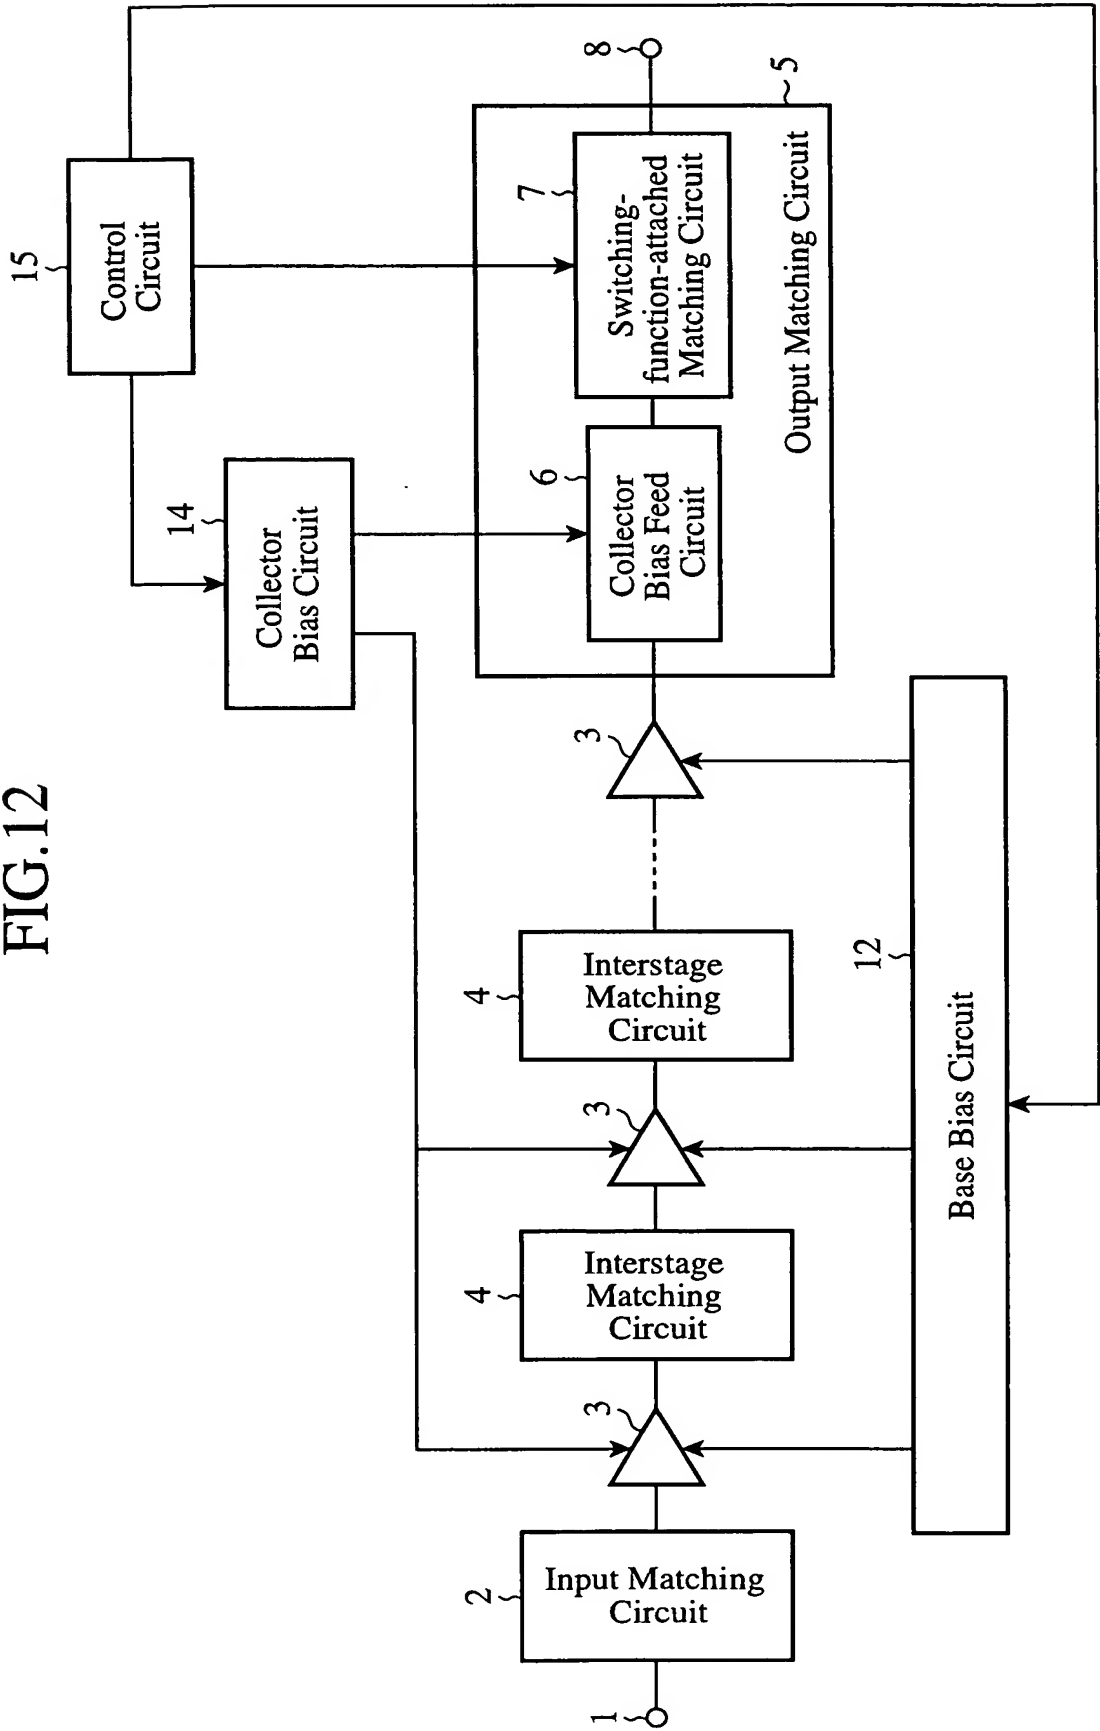 FIG.12
15
Control
Circuit
14
Collector
Bias Circuit
8
5
7
Switching-
function-attached
Matching Circuit
6
Collector
Bias Feed
Circuit
Output Matching Circuit
1
2
Input Matching
Circuit
3
4
Interstage
Matching
Circuit
3
4
Interstage
Matching
Circuit
3
12
Base Bias Circuit